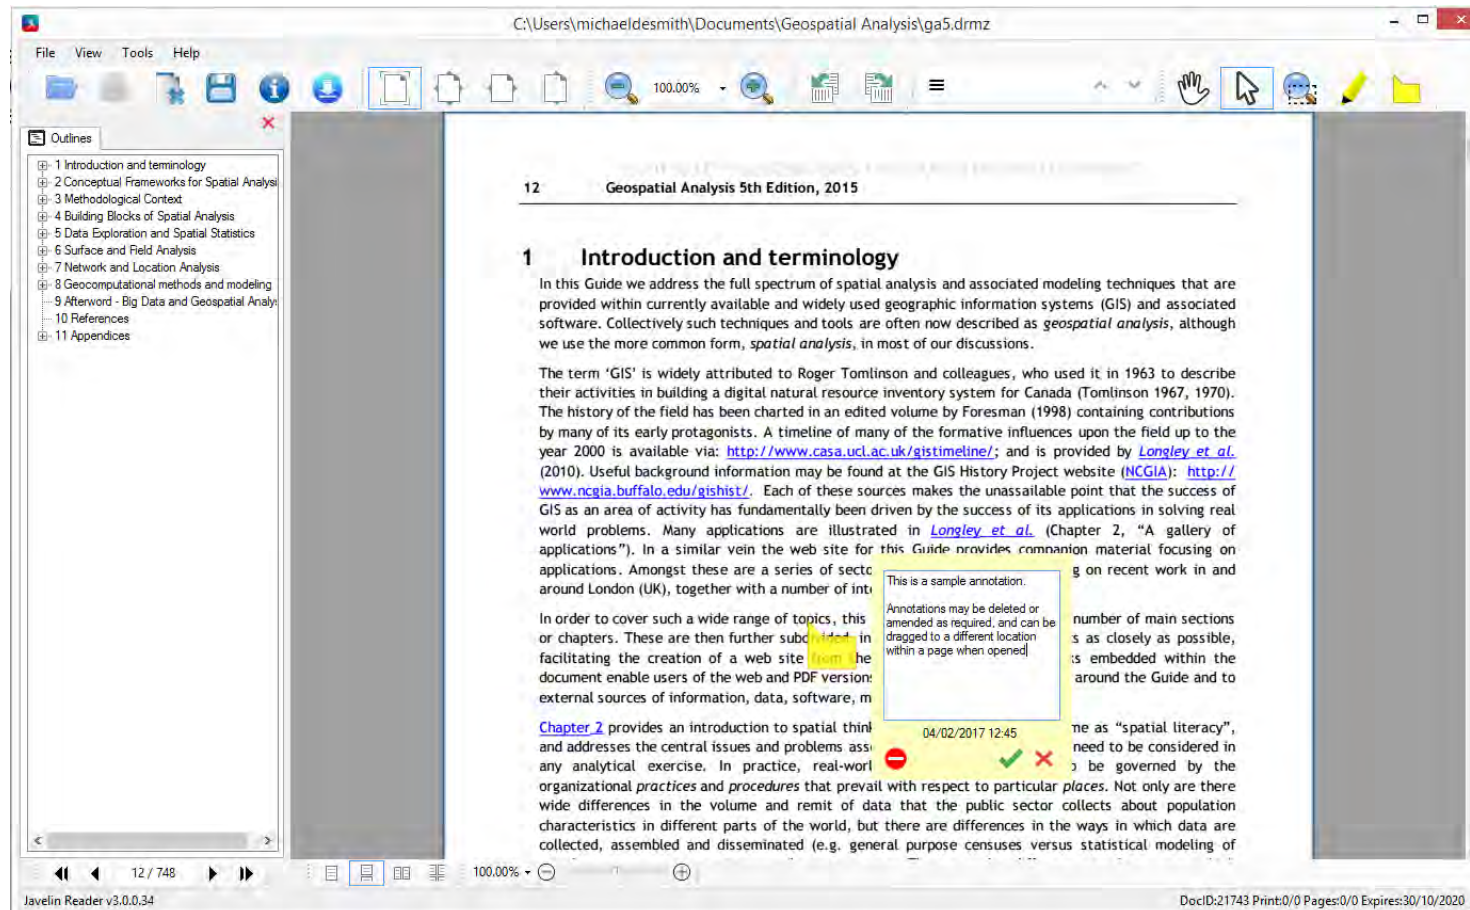 C:\Users\michaeldesmith\Documents\Geospatial Analysis\ga5.drmz
File View Tools Help
100.00%
Outlines
1 Introduction and terminology
2 Conceptual Frameworks for Spatial Analysi
3 Methodological Context
4 Building Blocks of Spatial Analysis
5 Data Exploration and Spatial Statistics
6 Surface and Field Analysis
7 Network and Location Analysis
8 Geocomputational methods and modeling
9 Afterword - Big Data and Geospatial Analy
10 References
11 Appendices
12 Geospatial Analysis 5th Edition, 2015
1 Introduction and terminology
In this Guide we address the full spectrum of spatial analysis and associated modeling techniques that are
provided within currently available and widely used geographic information systems (GIS) and associated
software. Collectively such techniques and tools are often now described as geospatial analysis, although
we use the more common form, spatial analysis, in most of our discussions.
The term ‘GIS’ is widely attributed to Roger Tomlinson and colleagues, who used it in 1963 to describe
their activities in building a digital natural resource inventory system for Canada (Tomlinson 1967, 1970).
The history of the field has been charted in an edited volume by Foresman (1998) containing contributions
by many of its early protagonists. A timeline of many of the formative influences upon the field up to the
year 2000 is available via: http://www.casa.ucl.ac.uk/gistimeline/; and is provided by Longley et al.
(2010). Useful background information may be found at the GIS History Project website (NCGIA): http://
www.ncgia.buffalo.edu/gishist/. Each of these sources makes the unassailable point that the success of
GIS as an area of activity has fundamentally been driven by the success of its applications in solving real
world problems. Many applications are illustrated in Longley et al. (Chapter 2, “A gallery of
applications”). In a similar vein the web site for this Guide provides companion material focusing on
applications. Amongst these are a series of sect g on recent work in and
around London (UK), together with a number of int
In order to cover such a wide range of topics, this number of main sections
or chapters. These are then further subdivided in s as closely as possible,
facilitating the creation of a web site from the s embedded within the
document enable users of the web and PDF versions around the Guide and to
external sources of information, data, software, m
Chapter 2 provides an introduction to spatial think me as “spatial literacy”,
and addresses the central issues and problems ass need to be considered in
any analytical exercise. In practice, real-worl be governed by the
organizational practices and procedures that prevail with respect to particular places. Not only are there
wide differences in the volume and remit of data that the public sector collects about population
characteristics in different parts of the world, but there are differences in the ways in which data are
collected, assembled and disseminated (e.g. general purpose censuses versus statistical modeling of
This is a sample annotation.
Annotations may be deleted or
amended as required, and can be
dragged to a different location
within a page when opened
04/02/2017 12:45
12 / 748
100.00%
Javelin Reader v3.0.0.34
DocID:21743 Print:0/0 Pages:0/0 Expires:30/10/2020